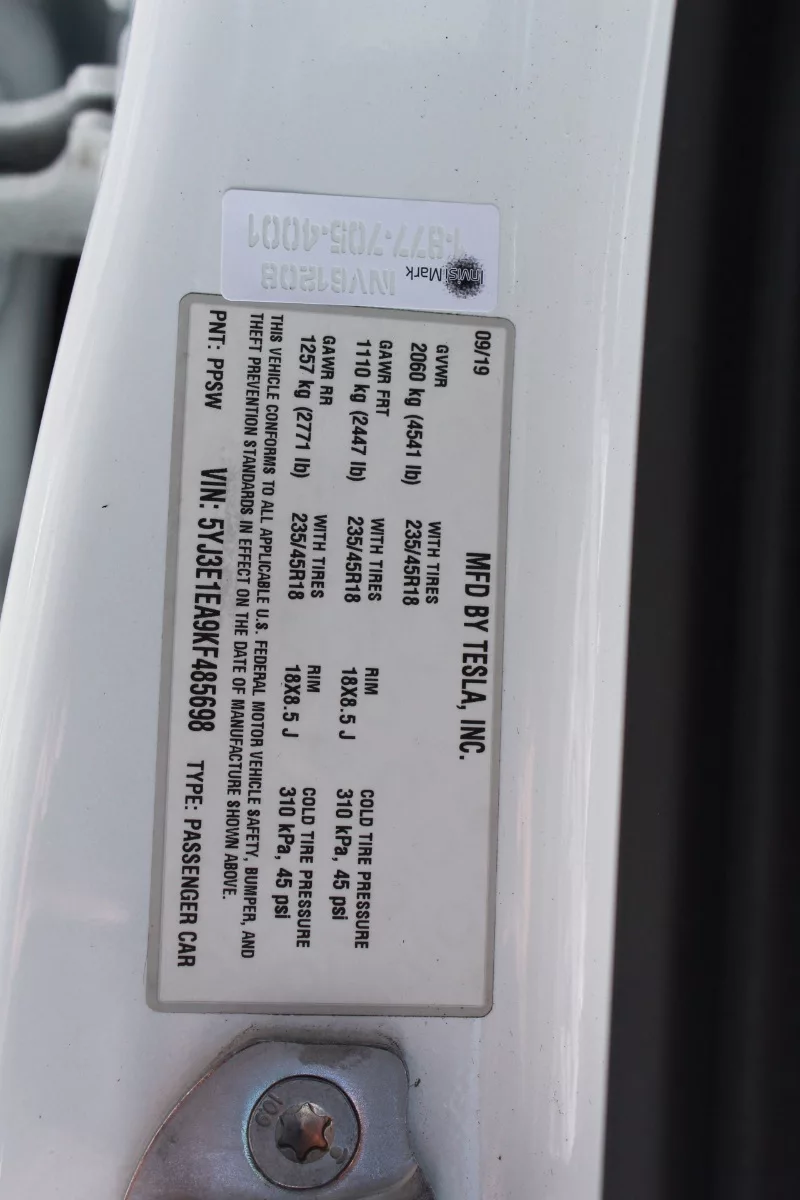 1-877-705-4001
INV61208
InvisiMark
09/19
MFD BY TESLA, INC.
GVWR
2060 kg (4541 lb)
WITH TIRES
235/45R18
GAWR FRT
1110 kg (2447 lb)
WITH TIRES
235/45R18
RIM
18X8.5 J
COLD TIRE PRESSURE
310 kPa, 45 psi
GAWR RR
1257 kg (2771 lb)
WITH TIRES
235/45R18
RIM
18X8.5 J
COLD TIRE PRESSURE
310 kPa, 45 psi
THIS VEHICLE CONFORMS TO ALL APPLICABLE U.S. FEDERAL MOTOR VEHICLE SAFETY, BUMPER, AND
THEFT PREVENTION STANDARDS IN EFFECT ON THE DATE OF MANUFACTURE SHOWN ABOVE.
PNT: PPSW
VIN: 5YJ3E1EA9KF485698
TYPE: PASSENGER CAR